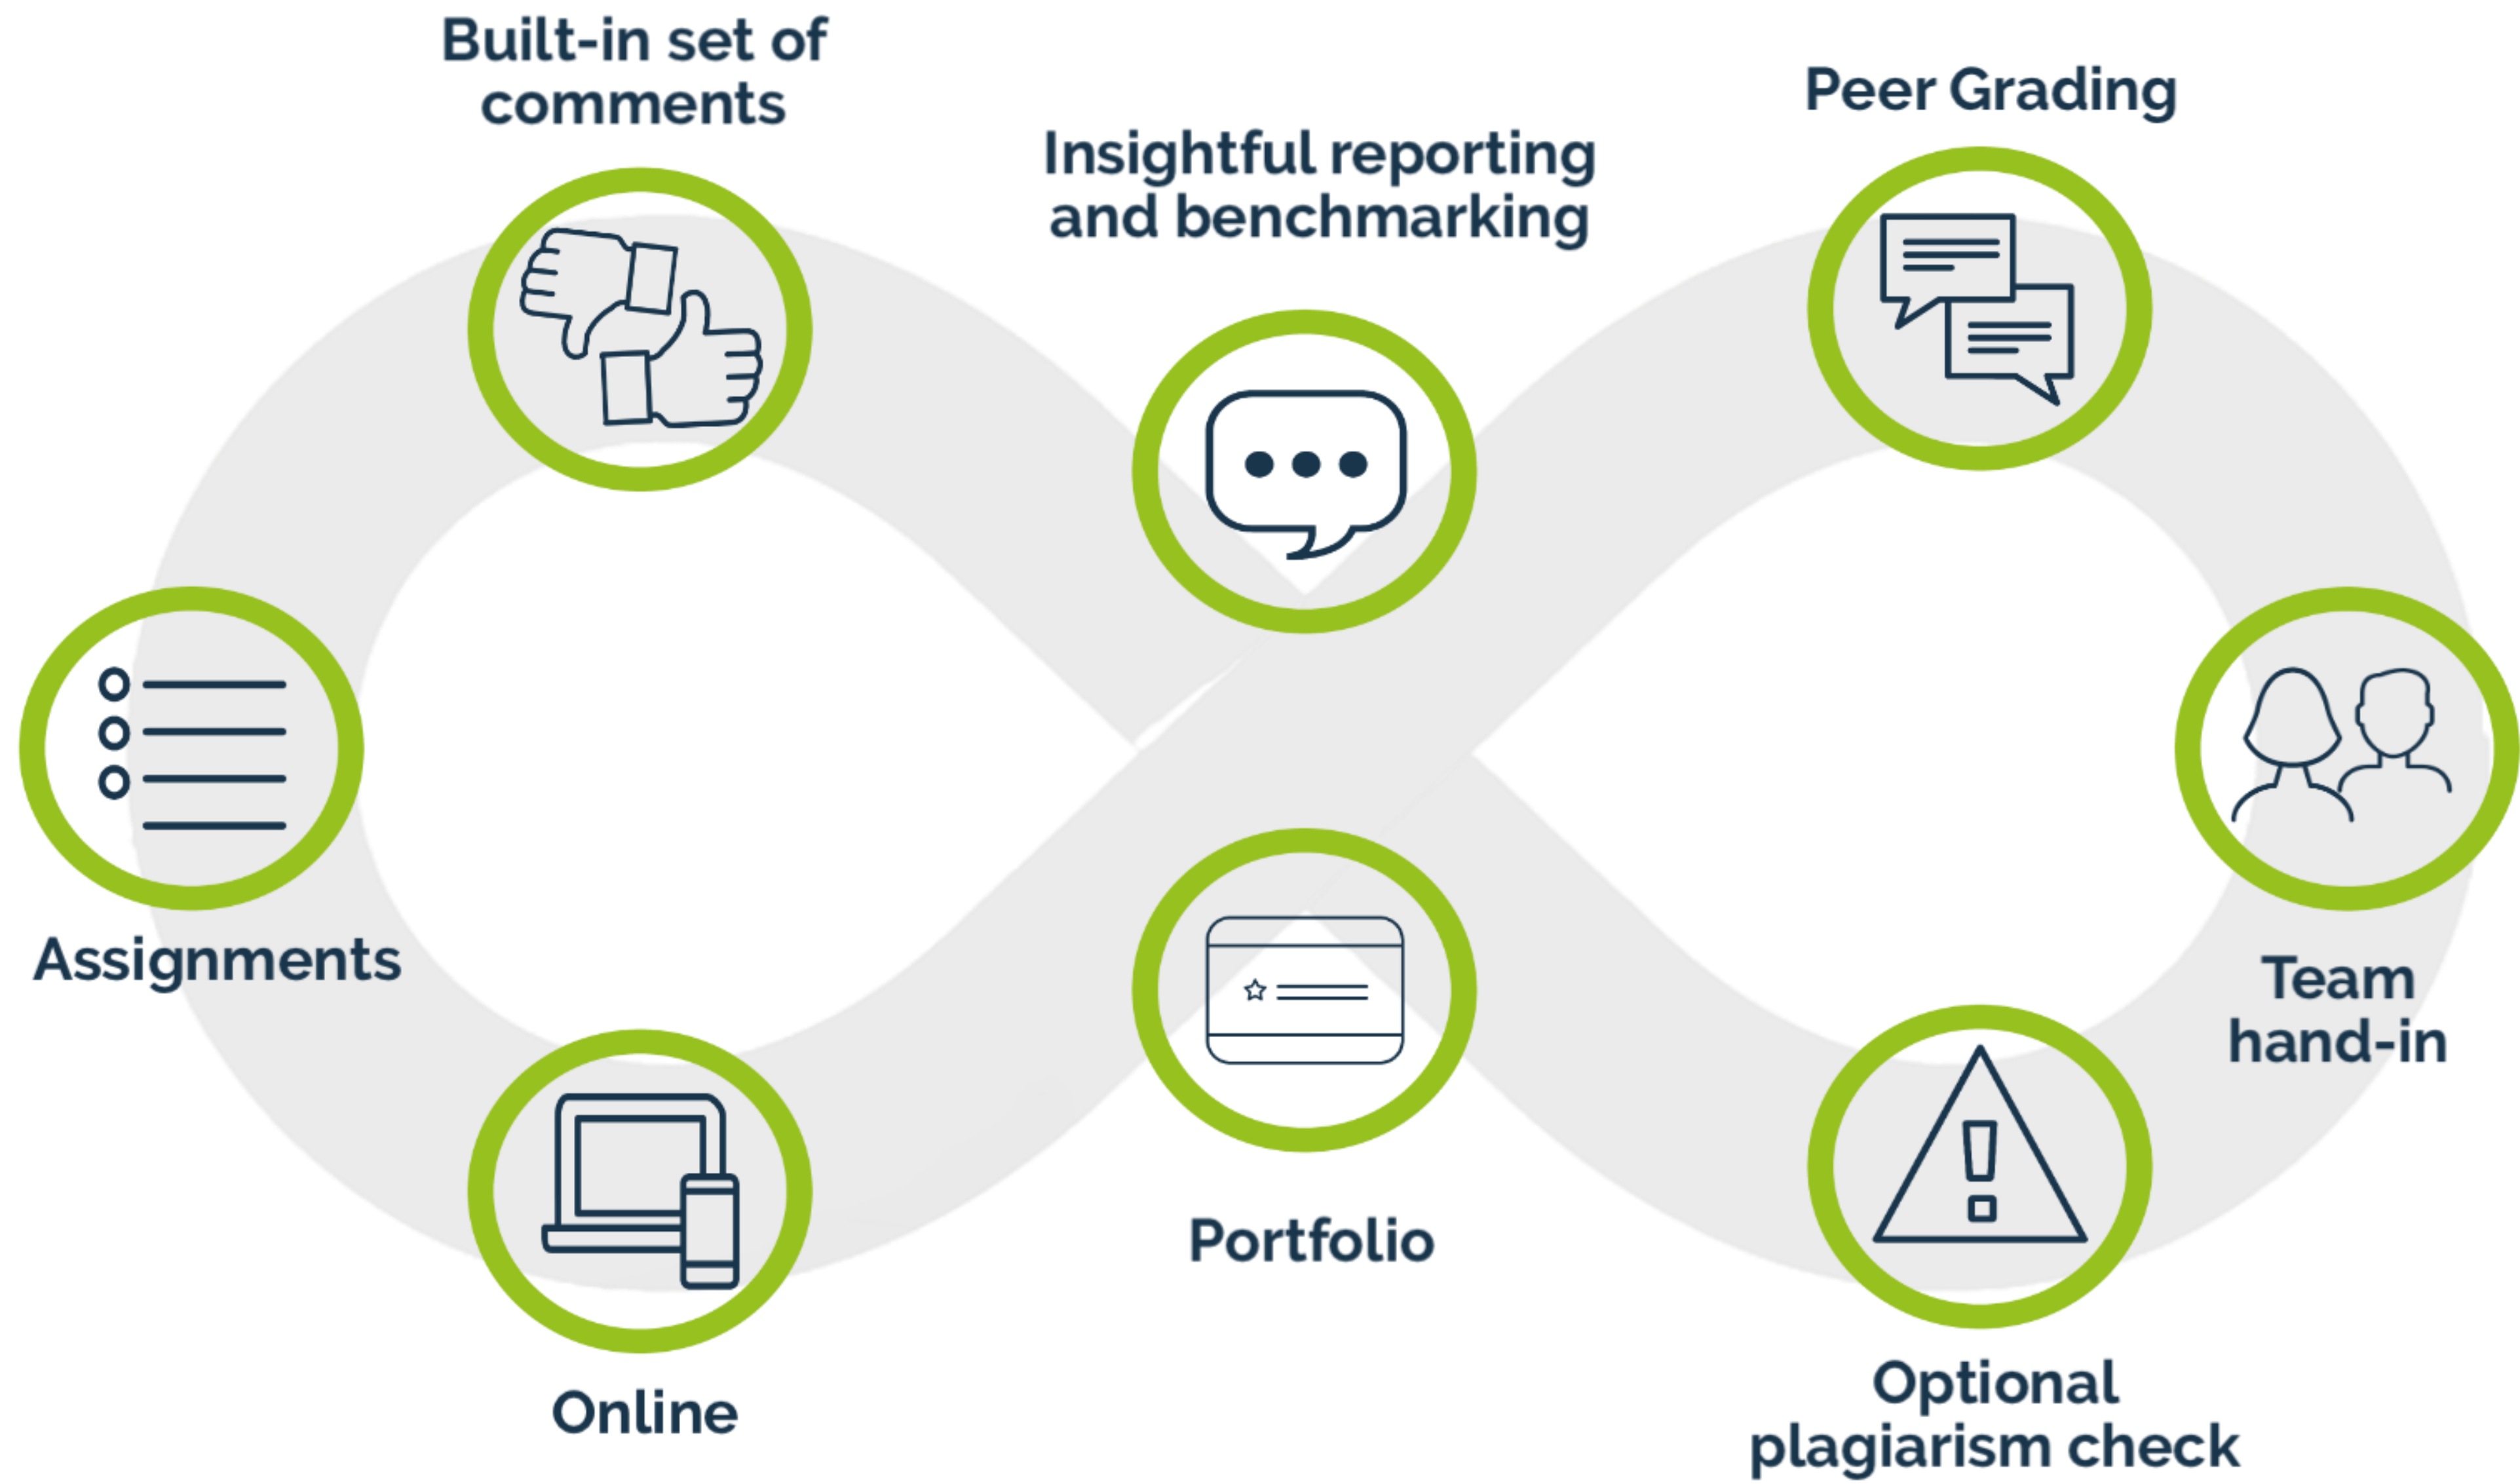 Built-in set of
comments
Insightful reporting
and benchmarking
Peer Grading
Assignments
Team
hand-in
Portfolio
Online
Optional
plagiarism check